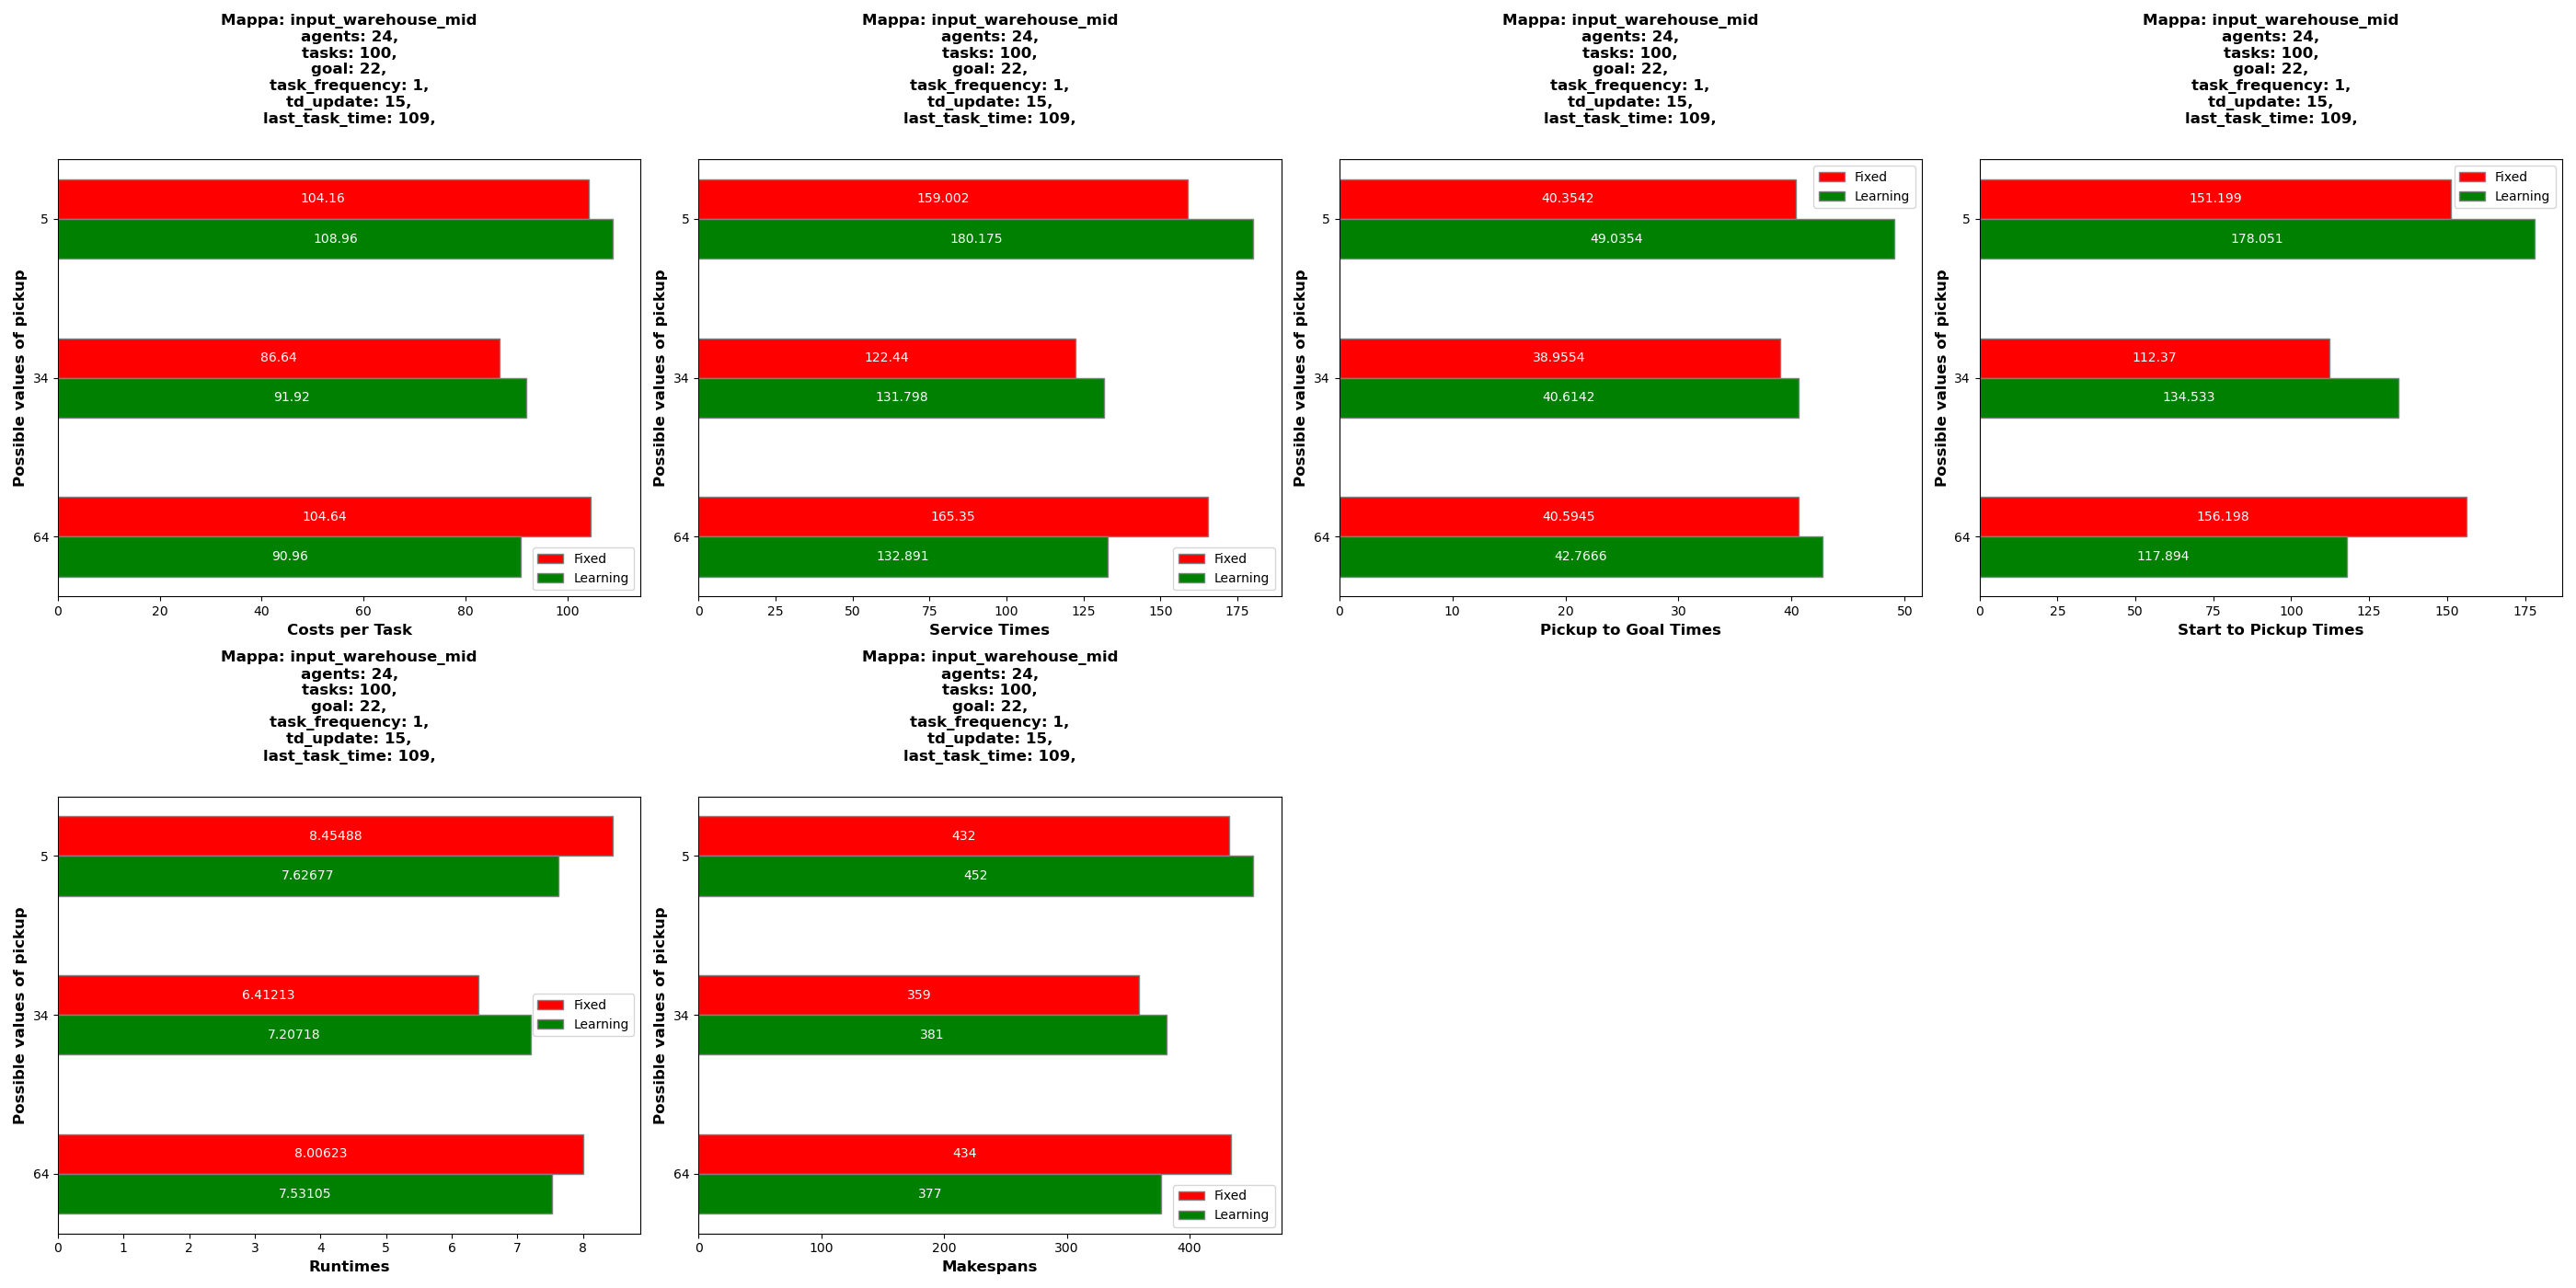 Mappa: input_warehouse_mid
agents: 24,
tasks: 100,
goal: 22,
task_frequency: 1,
td_update: 15,
last_task_time: 109,
Possible values of pickup
5
34
64
104.16
108.96
86.64
91.92
104.64
90.96
Fixed
Learning
0 20 40 60 80 100
Costs per Task
Mappa: input_warehouse_mid
agents: 24,
tasks: 100,
goal: 22,
task_frequency: 1,
td_update: 15,
last_task_time: 109,
Possible values of pickup
5
34
64
159.002
180.175
122.44
131.798
165.35
132.891
Fixed
Learning
0 25 50 75 100 125 150 175
Service Times
Mappa: input_warehouse_mid
agents: 24,
tasks: 100,
goal: 22,
task_frequency: 1,
td_update: 15,
last_task_time: 109,
Possible values of pickup
5
34
64
Fixed
Learning
40.3542
49.0354
38.9554
40.6142
40.5945
42.7666
0 10 20 30 40 50
Pickup to Goal Times
Mappa: input_warehouse_mid
agents: 24,
tasks: 100,
goal: 22,
task_frequency: 1,
td_update: 15,
last_task_time: 109,
Possible values of pickup
5
34
64
Fixed
Learning
151.199
178.051
112.37
134.533
156.198
117.894
0 25 50 75 100 125 150 175
Start to Pickup Times
Mappa: input_warehouse_mid
agents: 24,
tasks: 100,
goal: 22,
task_frequency: 1,
td_update: 15,
last_task_time: 109,
Possible values of pickup
5
34
64
8.45488
7.62677
6.41213
7.20718
Fixed
Learning
8.00623
7.53105
0 1 2 3 4 5 6 7 8
Runtimes
Mappa: input_warehouse_mid
agents: 24,
tasks: 100,
goal: 22,
task_frequency: 1,
td_update: 15,
last_task_time: 109,
Possible values of pickup
5
34
64
432
452
359
381
434
377
Fixed
Learning
0 100 200 300 400
Makespans